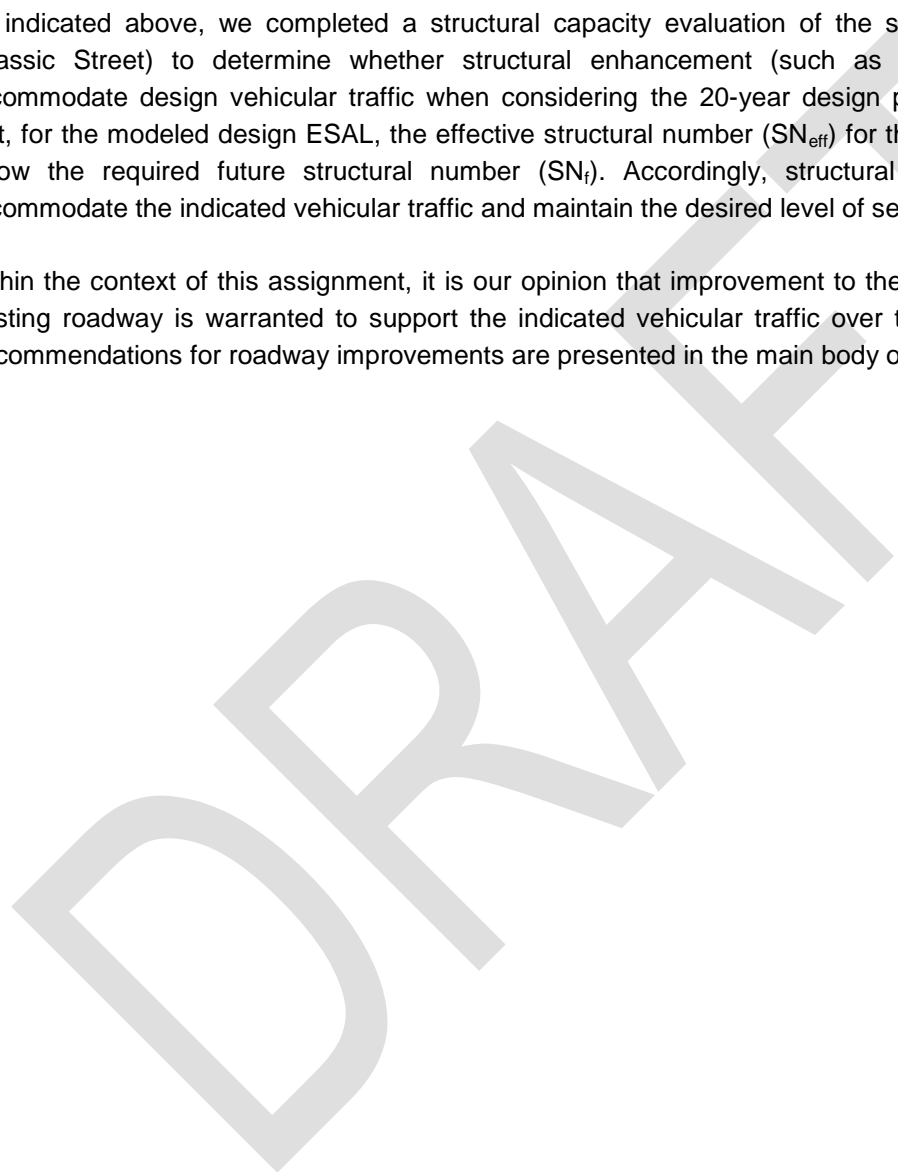 indicated above, we completed a structural capacity evaluation of the s
assic Street) to determine whether structural enhancement (such as
commodate design vehicular traffic when considering the 20-year design p
t, for the modeled design ESAL, the effective structural number (SNeff) for th
ow the required future structural number (SNf). Accordingly, structural
commodate the indicated vehicular traffic and maintain the desired level of se
hin the context of this assignment, it is our opinion that improvement to the
sting roadway is warranted to support the indicated vehicular traffic over t
commendations for roadway improvements are presented in the main body o
DRAFT